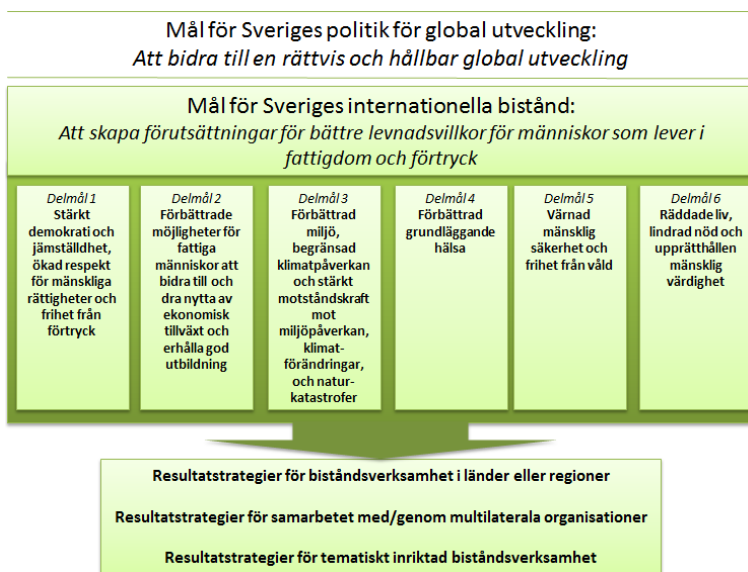 Mål för Sveriges politik för global utveckling:
Att bidra till en rättvis och hållbar global utveckling
Mål för Sveriges internationella bistånd:
Att skapa förutsättningar för bättre levnadsvillkor för människor som lever i
fattigdom och förtryck
Delmål 1
Stärkt
demokrati och
jämställdhet,
ökad respekt
för mänskliga
rättigheter och
frihet från
förtryck
Delmål 2
Förbättrade
möjligheter för
fattiga
människor att
bidra till och
dra nytta av
ekonomisk
tillväxt och
erhålla god
utbildning
Delmål 3
Förbättrad
miljö,
begränsad
klimatpåverkan
och stärkt
motståndskraft
mot
miljöpåverkan,
klimat-
förändringar,
och natur-
katastrofer
Delmål 4
Förbättrad
grundläggande
hälsa
Delmål 5
Värnad
mänsklig
säkerhet och
frihet från våld
Delmål 6
Räddade liv,
lindrad nöd och
upprätthållen
mänsklig
värdighet
Resultatstrategier för biståndsverksamhet i länder eller regioner
Resultatstrategier för samarbetet med/genom multilaterala organisationer
Resultatstrategier för tematiskt inriktad biståndsverksamhet